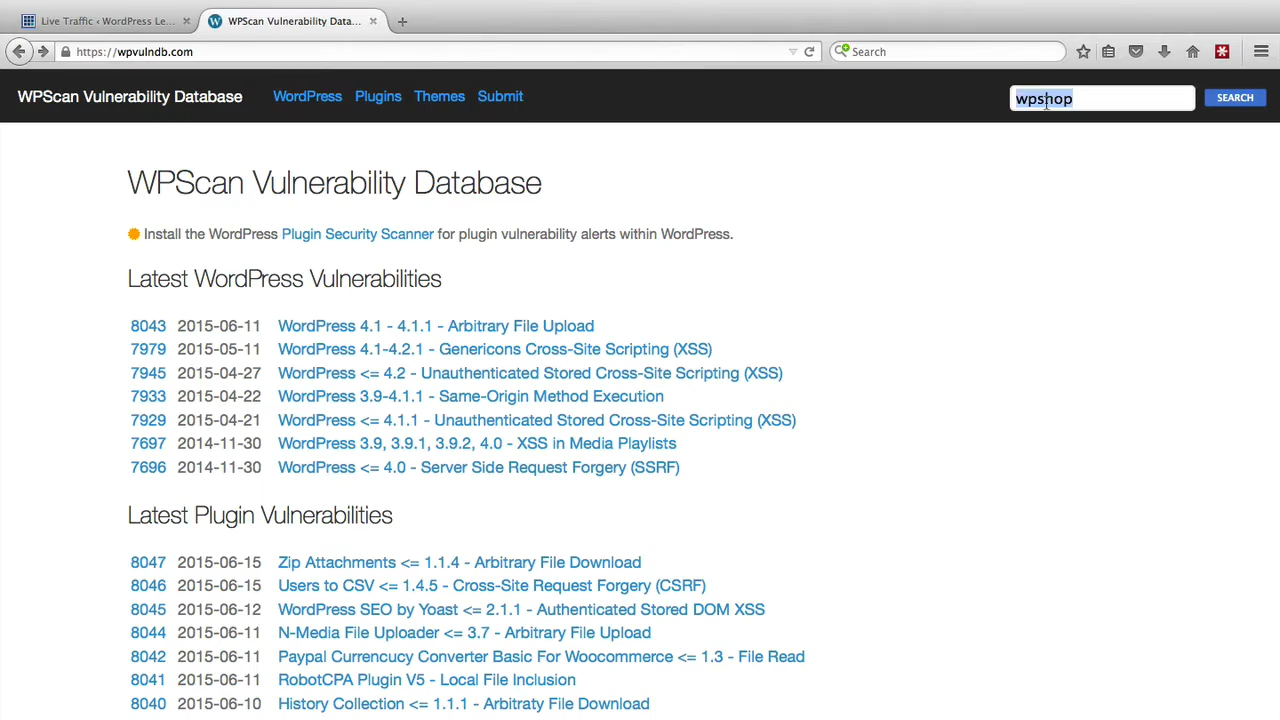 Live Traffic ‹ WordPress Le...
WPScan Vulnerability Data...
https://wpvulndb.com
Search
WPScan Vulnerability Database
WordPress Plugins Themes Submit
wpshop
SEARCH
WPScan Vulnerability Database
Install the WordPress Plugin Security Scanner for plugin vulnerability alerts within WordPress.
Latest WordPress Vulnerabilities
8043 2015-06-11 WordPress 4.1 - 4.1.1 - Arbitrary File Upload
7979 2015-05-11 WordPress 4.1-4.2.1 - Genericons Cross-Site Scripting (XSS)
7945 2015-04-27 WordPress <= 4.2 - Unauthenticated Stored Cross-Site Scripting (XSS)
7933 2015-04-22 WordPress 3.9-4.1.1 - Same-Origin Method Execution
7929 2015-04-21 WordPress <= 4.1.1 - Unauthenticated Stored Cross-Site Scripting (XSS)
7697 2014-11-30 WordPress 3.9, 3.9.1, 3.9.2, 4.0 - XSS in Media Playlists
7696 2014-11-30 WordPress <= 4.0 - Server Side Request Forgery (SSRF)
Latest Plugin Vulnerabilities
8047 2015-06-15 Zip Attachments <= 1.1.4 - Arbitrary File Download
8046 2015-06-15 Users to CSV <= 1.4.5 - Cross-Site Request Forgery (CSRF)
8045 2015-06-12 WordPress SEO by Yoast <= 2.1.1 - Authenticated Stored DOM XSS
8044 2015-06-11 N-Media File Uploader <= 3.7 - Arbitrary File Upload
8042 2015-06-11 Paypal Currencucy Converter Basic For Woocommerce <= 1.3 - File Read
8041 2015-06-11 RobotCPA Plugin V5 - Local File Inclusion
8040 2015-06-10 History Collection <= 1.1.1 - Arbitraty File Download